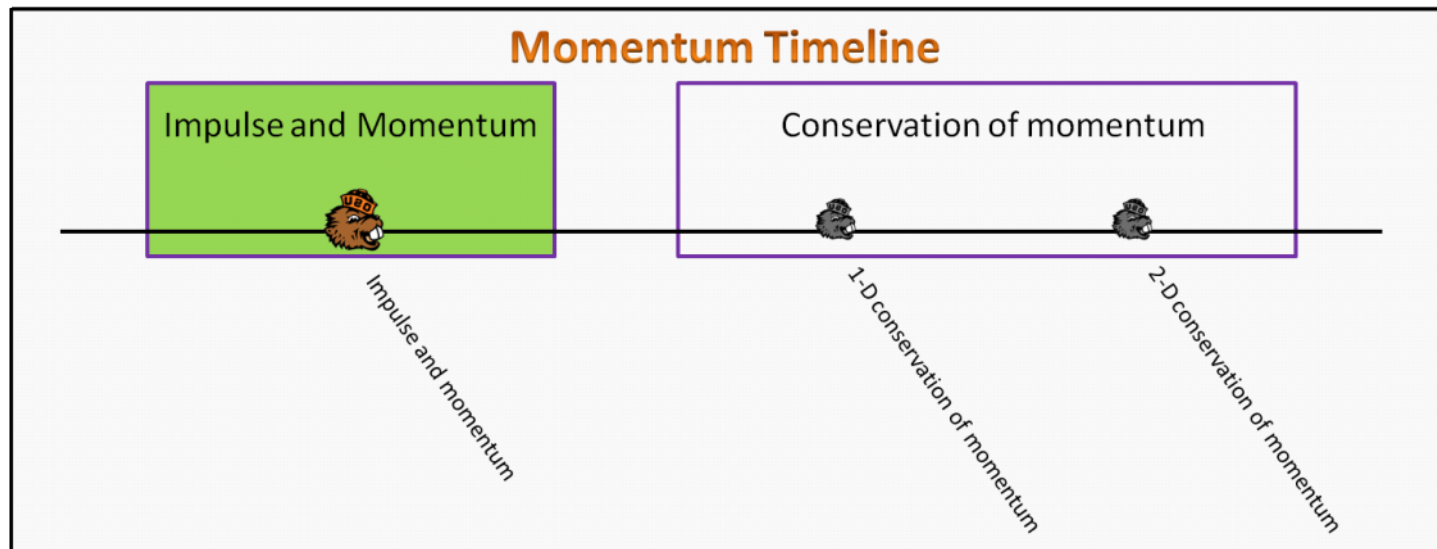 Momentum Timeline
Impulse and Momentum
Conservation of momentum
OSU
Impulse and momentum
1-D conservation of momentum
2-D conservation of momentum